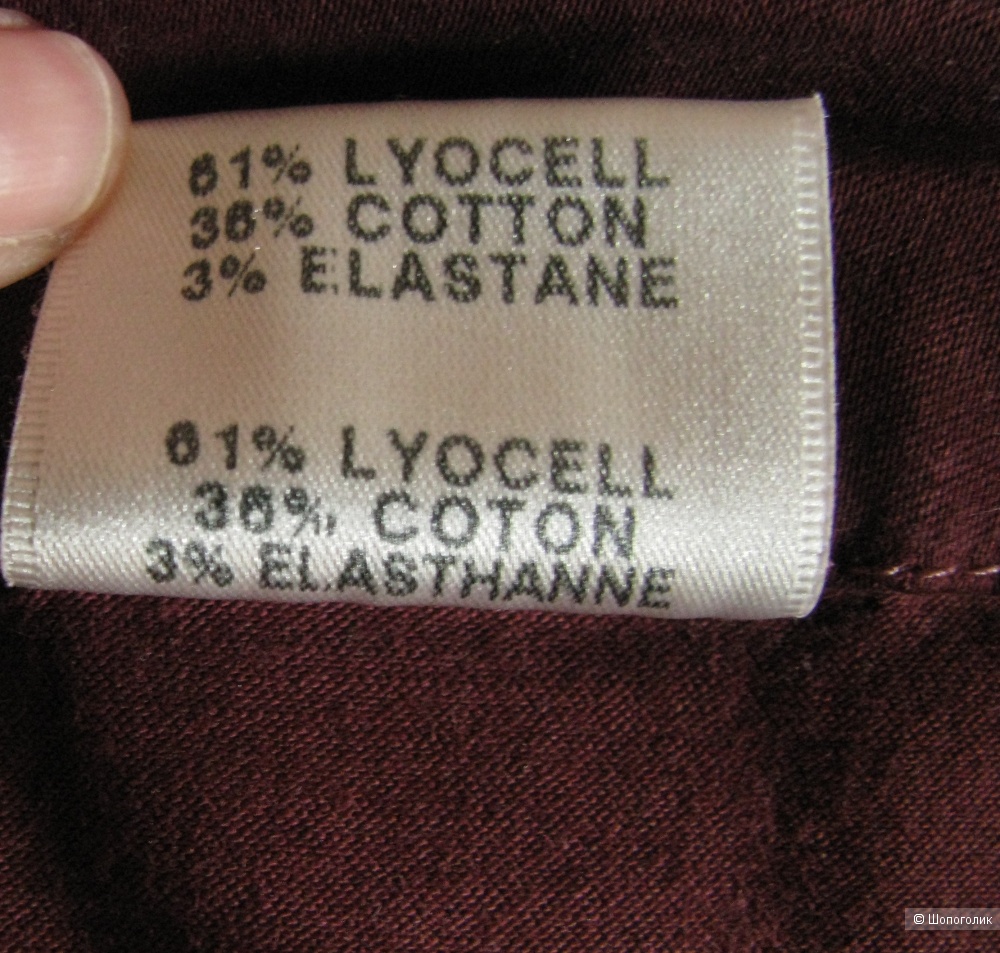 61% LYOCELL
36% COTTON
3% ELASTANE
61% LYOCELL
36% COTON
3% ELASTHANNE
© Шопоголик